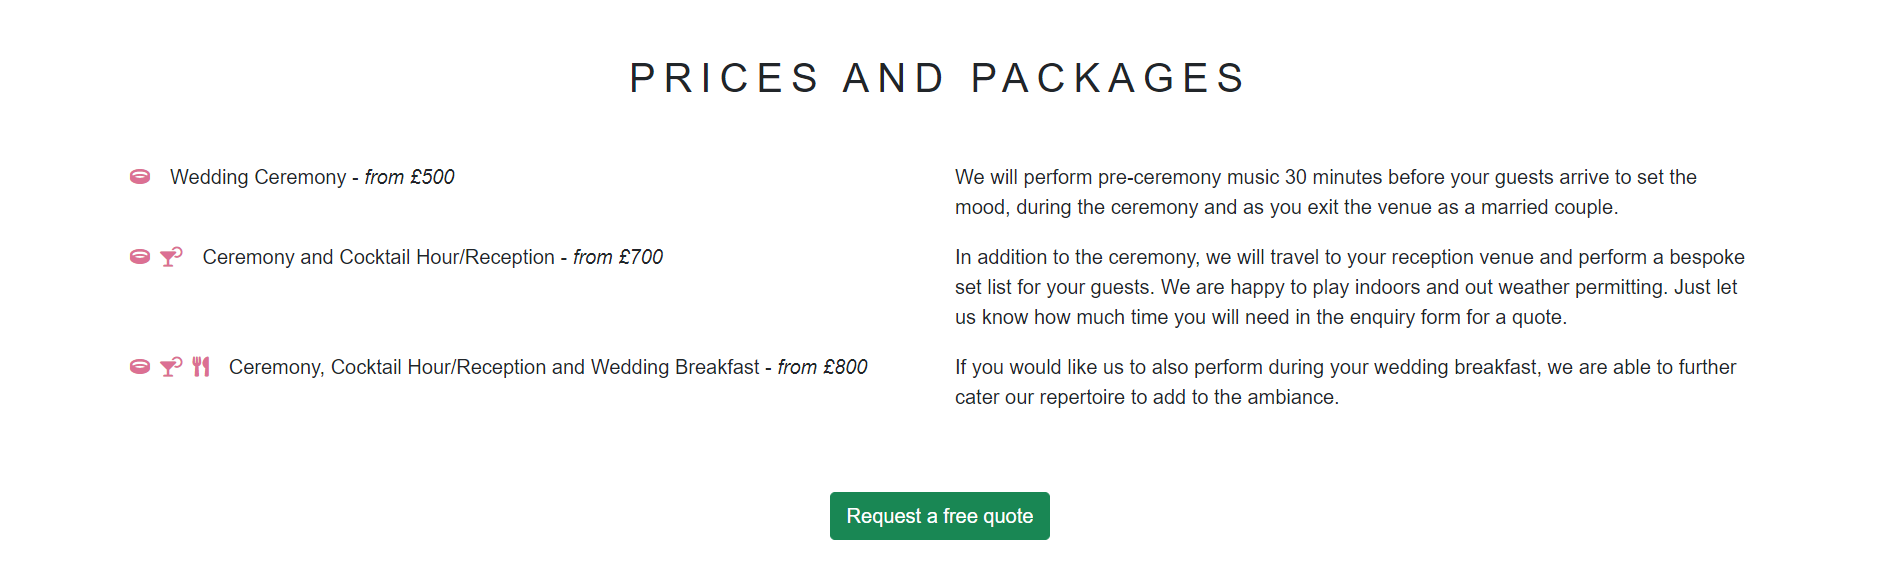 PRICES AND PACKAGES
Wedding Ceremony - from £500
We will perform pre-ceremony music 30 minutes before your guests arrive to set the
mood, during the ceremony and as you exit the venue as a married couple.
Ceremony and Cocktail Hour/Reception - from £700
In addition to the ceremony, we will travel to your reception venue and perform a bespoke
set list for your guests. We are happy to play indoors and out weather permitting. Just let
us know how much time you will need in the enquiry form for a quote.
Ceremony, Cocktail Hour/Reception and Wedding Breakfast - from £800
If you would like us to also perform during your wedding breakfast, we are able to further
cater our repertoire to add to the ambiance.
Request a free quote